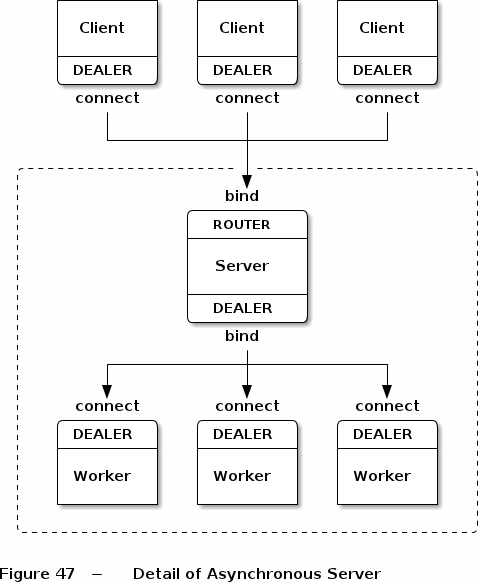 Client Client Client
DEALER DEALER DEALER
connect connect connect
bind
ROUTER
Server
DEALER
bind
connect connect connect
DEALER DEALER DEALER
Worker Worker Worker
Figure 47 – Detail of Asynchronous Server